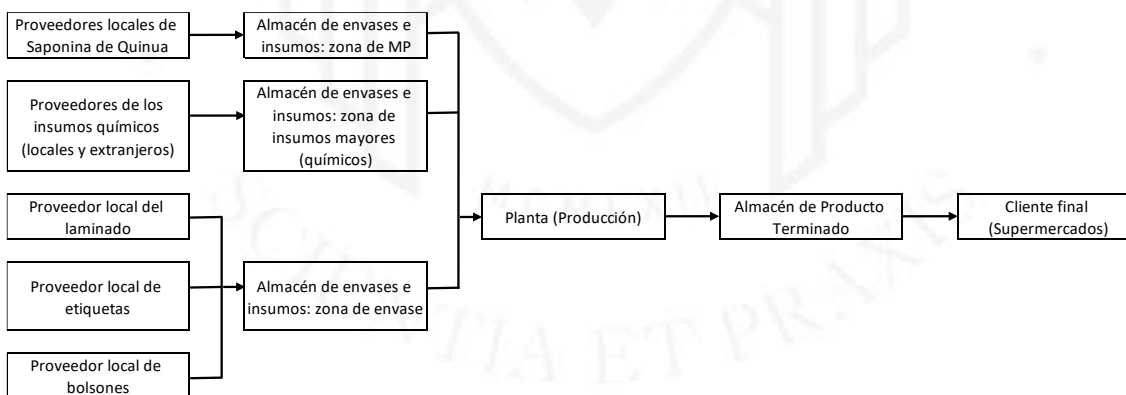 Proveedores locales de
Saponina de Quinua
Almacén de envases e
insumos: zona de MP
Proveedores de los
insumos químicos
(locales y extranjeros)
Almacén de envases e
insumos: zona de
insumos mayores
(químicos)
Proveedor local del
laminado
Planta (Producción)
Almacén de Producto
Terminado
Cliente final
(Supermercados)
Proveedor local de
etiquetas
Almacén de envases e
insumos: zona de envase
Proveedor local de
bolsones
SCIENTIA ET PRAXIS